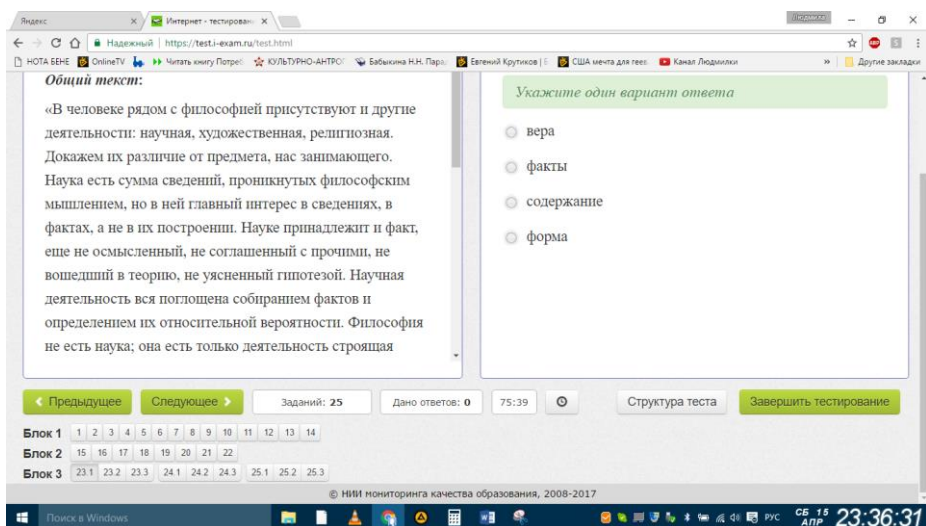 Яндекс
Интернет - тестирован
Людмила
Надежный | https://test.i-exam.ru/test.html
НОТА БЕНЕ
OnlineTV
Читать книгу Потреб
КУЛЬТУРНО-АНТРО
Бабыкина Н.Н. Пара
Евгений Крутиков | Б
США мечта для геев
Канал Людмилки
»
Другие закладки
Общий текст:
«В человеке рядом с философией присутствуют и другие
деятельности: научная, художественная, религиозная.
Докажем их различие от предмета, нас занимающего.
Наука есть сумма сведений, проникнутых философским
мышлением, но в ней главный интерес в сведениях, в
фактах, а не в их построении. Науке принадлежит и факт,
еще не осмысленный, не соглашенный с прочими, не
вошедший в теорию, не уясненный гипотезой. Научная
деятельность вся поглощена собиранием фактов и
определением их относительной вероятности. Философия
не есть наука; она есть только деятельность строящая
Укажите один вариант ответа
вера
факты
содержание
форма
Предыдущее
Следующее
Заданий: 25
Дано ответов: 0
75:39
Структура теста
Завершить тестирование
Блок 1 1 2 3 4 5 6 7 8 9 10 11 12 13 14
Блок 2 15 16 17 18 19 20 21 22
Блок 3 23.1 23.2 23.3 24.1 24.2 24.3 25.1 25.2 25.3
© НИИ мониторинга качества образования, 2008-2017
Поиск в Windows
РУС
СБ 15
АПР
23:36:31